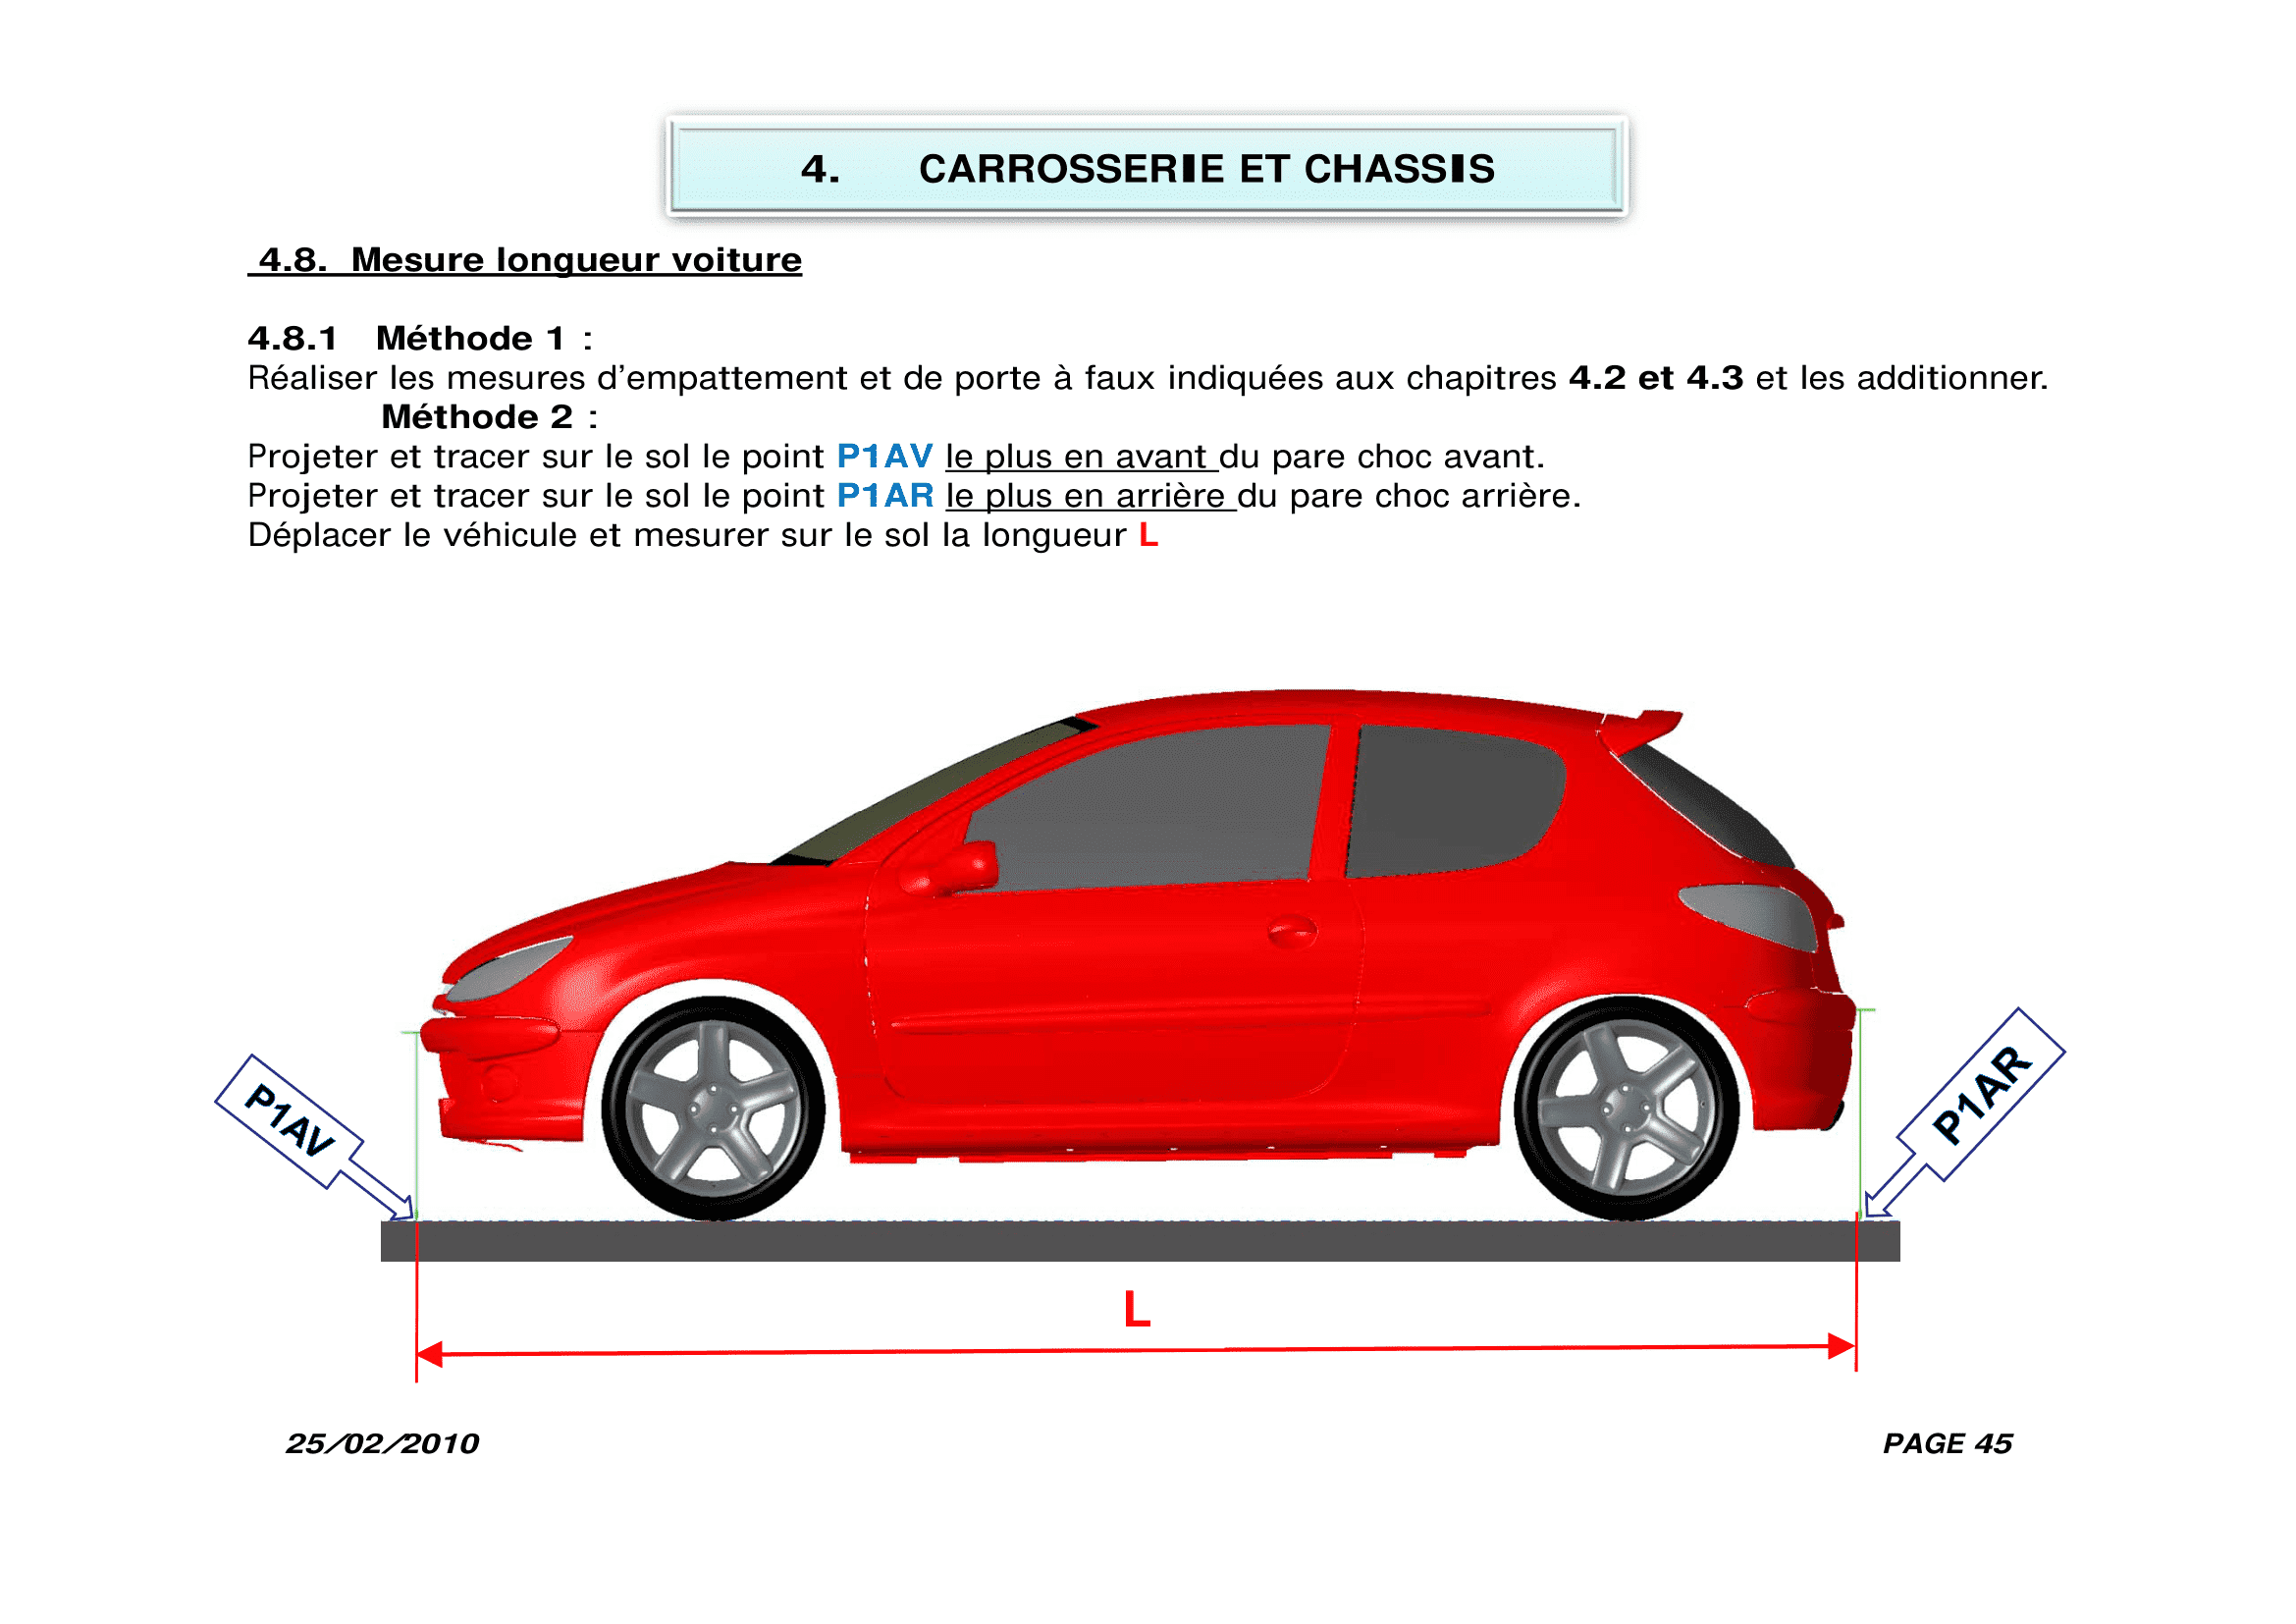 4. CARROSSERIE ET CHASSIS
4.8. Mesure longueur voiture
4.8.1 Méthode 1 :
Réaliser les mesures d’empattement et de porte à faux indiquées aux chapitres 4.2 et 4.3 et les additionner.
Méthode 2 :
Projeter et tracer sur le sol le point P1AV le plus en avant du pare choc avant.
Projeter et tracer sur le sol le point P1AR le plus en arrière du pare choc arrière.
Déplacer le véhicule et mesurer sur le sol la longueur L
P1AV
P1AR
L
25/02/2010
PAGE 45